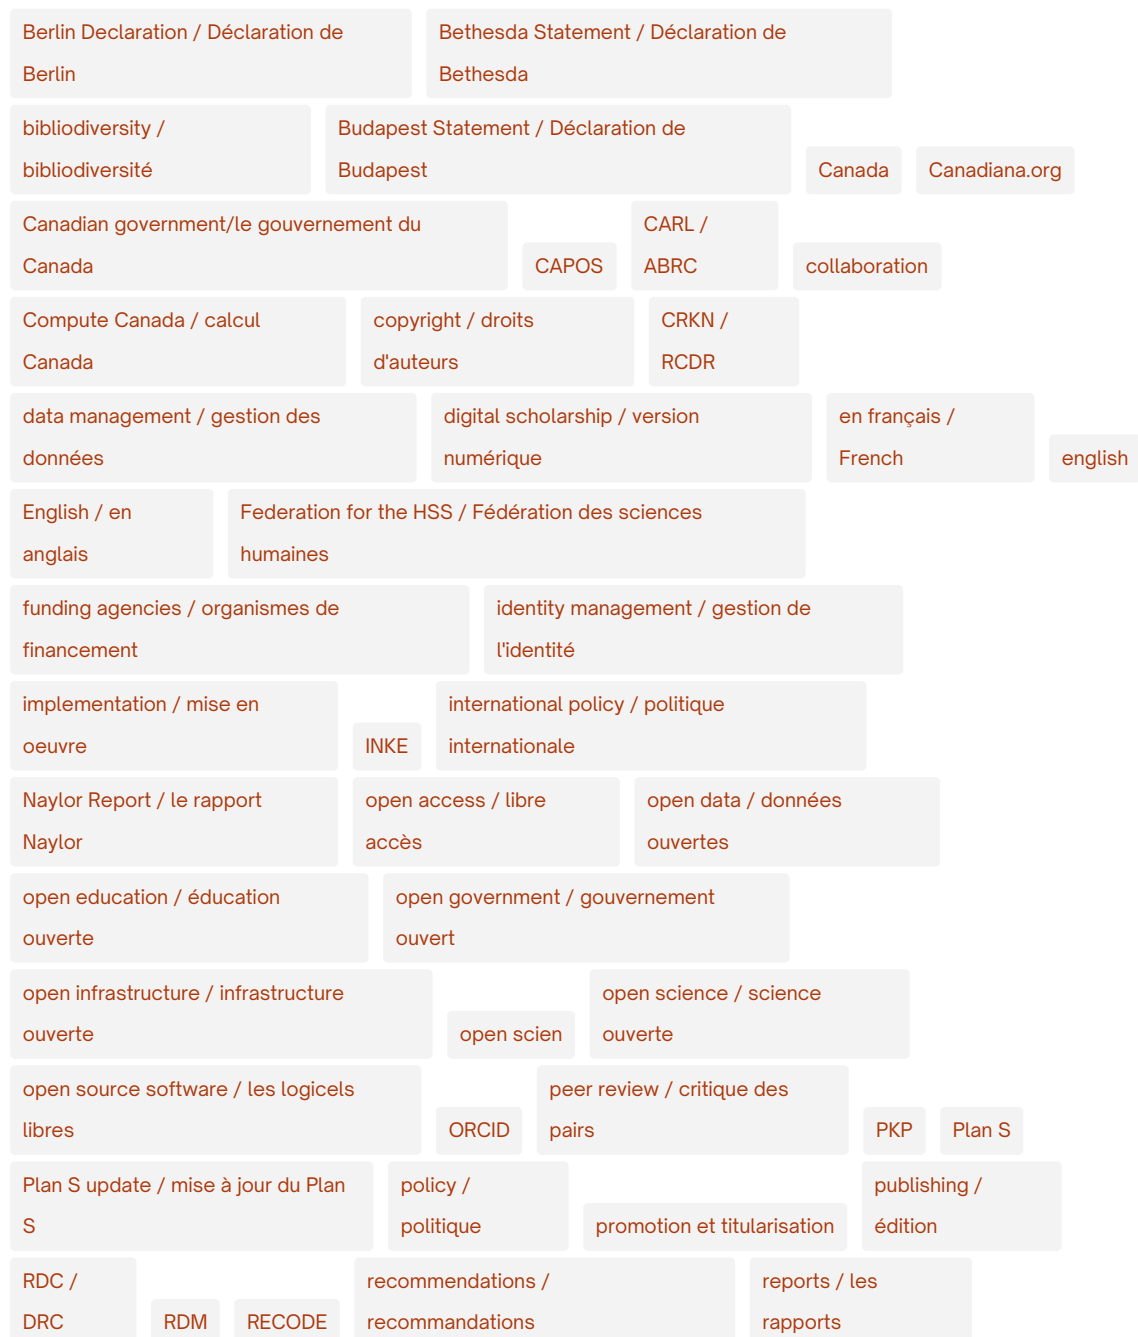 Berlin Declaration / Déclaration de
Berlin
Bethesda Statement / Déclaration de
Bethesda
bibliodiversity /
bibliodiversité
Budapest Statement / Déclaration de
Budapest
Canada
Canadiana.org
Canadian government/le gouvernement du
Canada
CAPOS
CARL /
ABRC
collaboration
Compute Canada / calcul
Canada
copyright / droits
d'auteurs
CRKN /
RCDR
data management / gestion des
données
digital scholarship / version
numérique
en français /
French
english
English / en
anglais
Federation for the HSS / Fédération des sciences
humaines
funding agencies / organismes de
financement
identity management / gestion de
l'identité
implementation / mise en
oeuvre
INKE
international policy / politique
internationale
Naylor Report / le rapport
Naylor
open access / libre
accès
open data / données
ouvertes
open education / éducation
ouverte
open government / gouvernement
ouvert
open infrastructure / infrastructure
ouverte
open scien
open science / science
ouverte
open source software / les logicels
libres
ORCID
peer review / critique des
pairs
PKP
Plan S
Plan S update / mise à jour du Plan
S
policy /
politique
promotion et titularisation
publishing /
édition
RDC /
DRC
RDM
RECODE
recommendations /
recommandations
reports / les
rapports